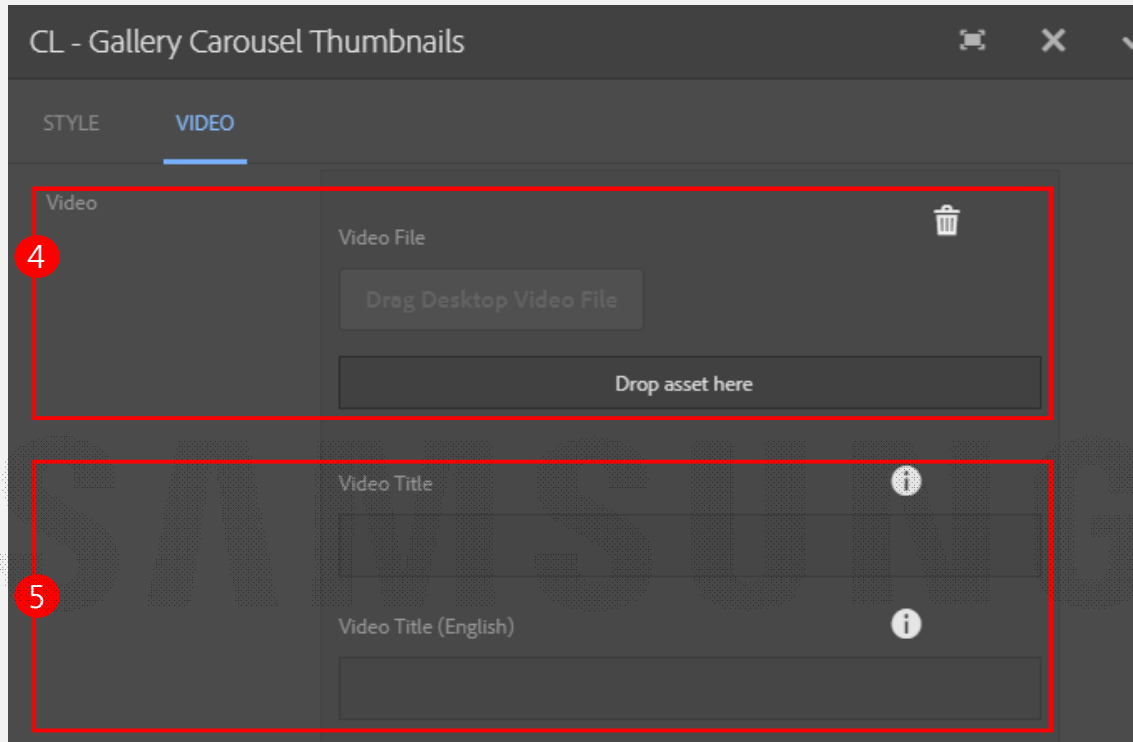 CL - Gallery Carousel Thumbnails
STYLE VIDEO
Video
4
Video File
Drag Desktop Video File
Drop asset here
SAMSUNG
Video Title
5
Video Title (English)